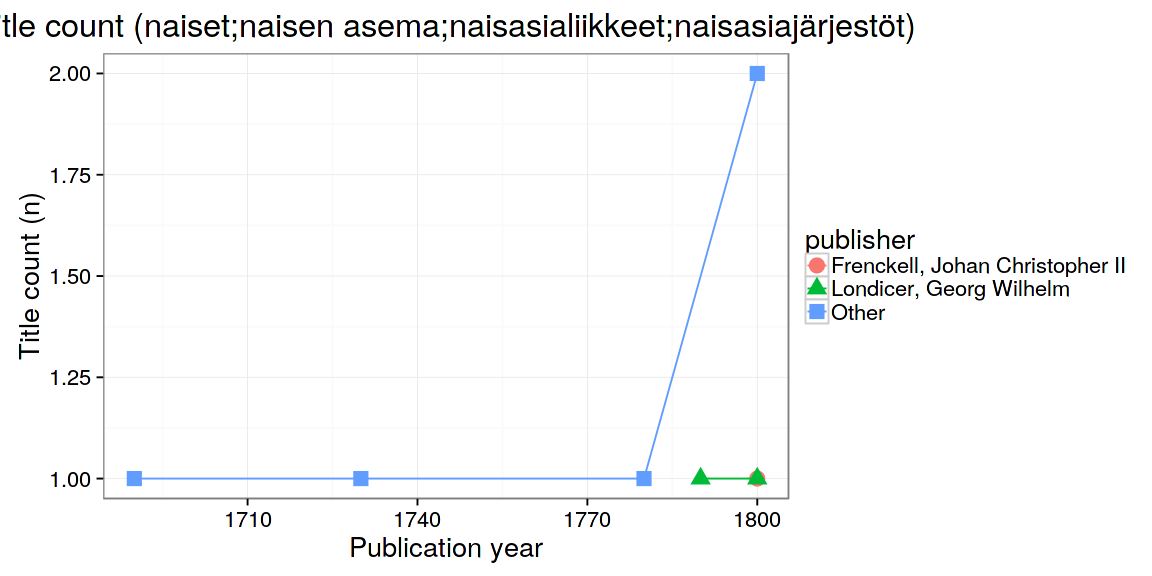 tle count (naiset;naisen asema;naisasialiikkeet;naisasiajärjestöt)
2.00
1.75
1.50
1.25
1.00
Title count (n)
1710 1740 1770 1800
Publication year
publisher
Frenckell, Johan Christopher II
Londicer, Georg Wilhelm
Other